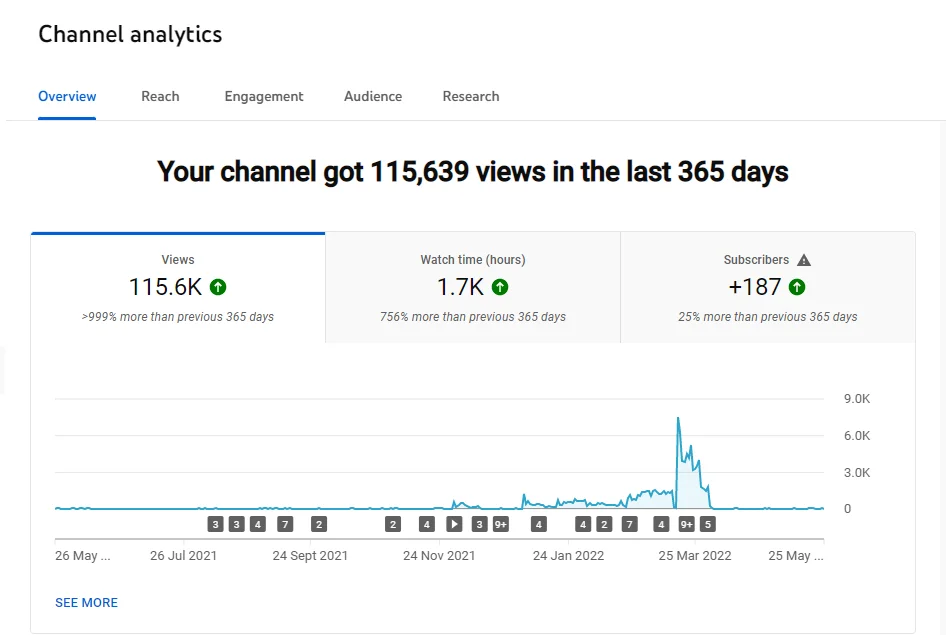 Channel analytics
Overview Reach Engagement Audience Research
Your channel got 115,639 views in the last 365 days
Views
115.6K
>999% more than previous 365 days
Watch time (hours)
1.7K
756% more than previous 365 days
Subscribers
+187
25% more than previous 365 days
9.0K
6.0K
3.0K
0
3 3 4 7 2 2 4 3 9+ 4 4 2 7 4 9+ 5
26 May ... 26 Jul 2021 24 Sept 2021 24 Nov 2021 24 Jan 2022 25 Mar 2022 25 May ...
SEE MORE